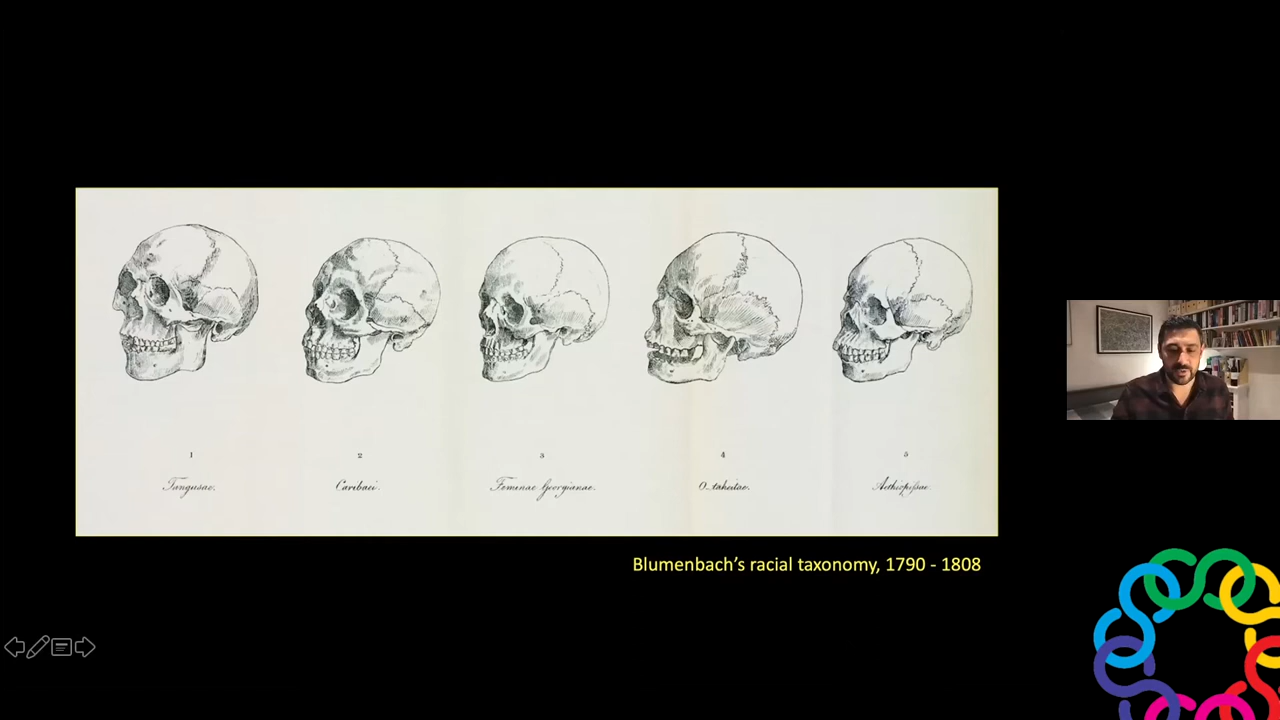 1
2
3
4
5
Tungusae.
Caribaei.
Feminae Georgianae.
O-taheitae.
Aethiopissae.
Blumenbach’s racial taxonomy, 1790 - 1808